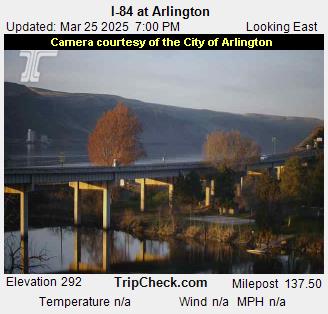 I-84 at Arlington
Updated: Mar 25 2025 7:00 PM Looking East
Camera courtesy of the City of Arlington
Elevation 292 TripCheck.com Milepost 137.50
Temperature n/a Wind n/a MPH n/a